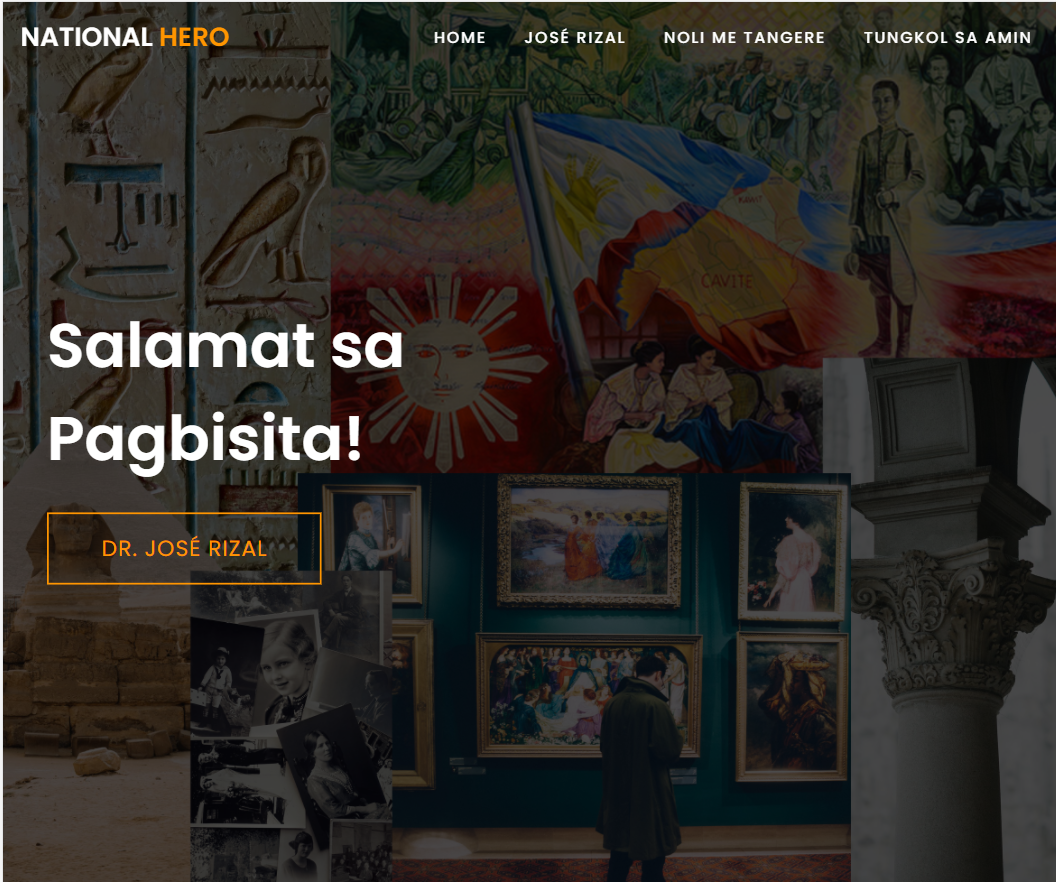 NATIONAL HERO
HOME JOSÉ RIZAL NOLI ME TANGERE TUNGKOL SA AMIN
CAVITE
Salamat sa
Pagbisita!
DR. JOSÉ RIZAL